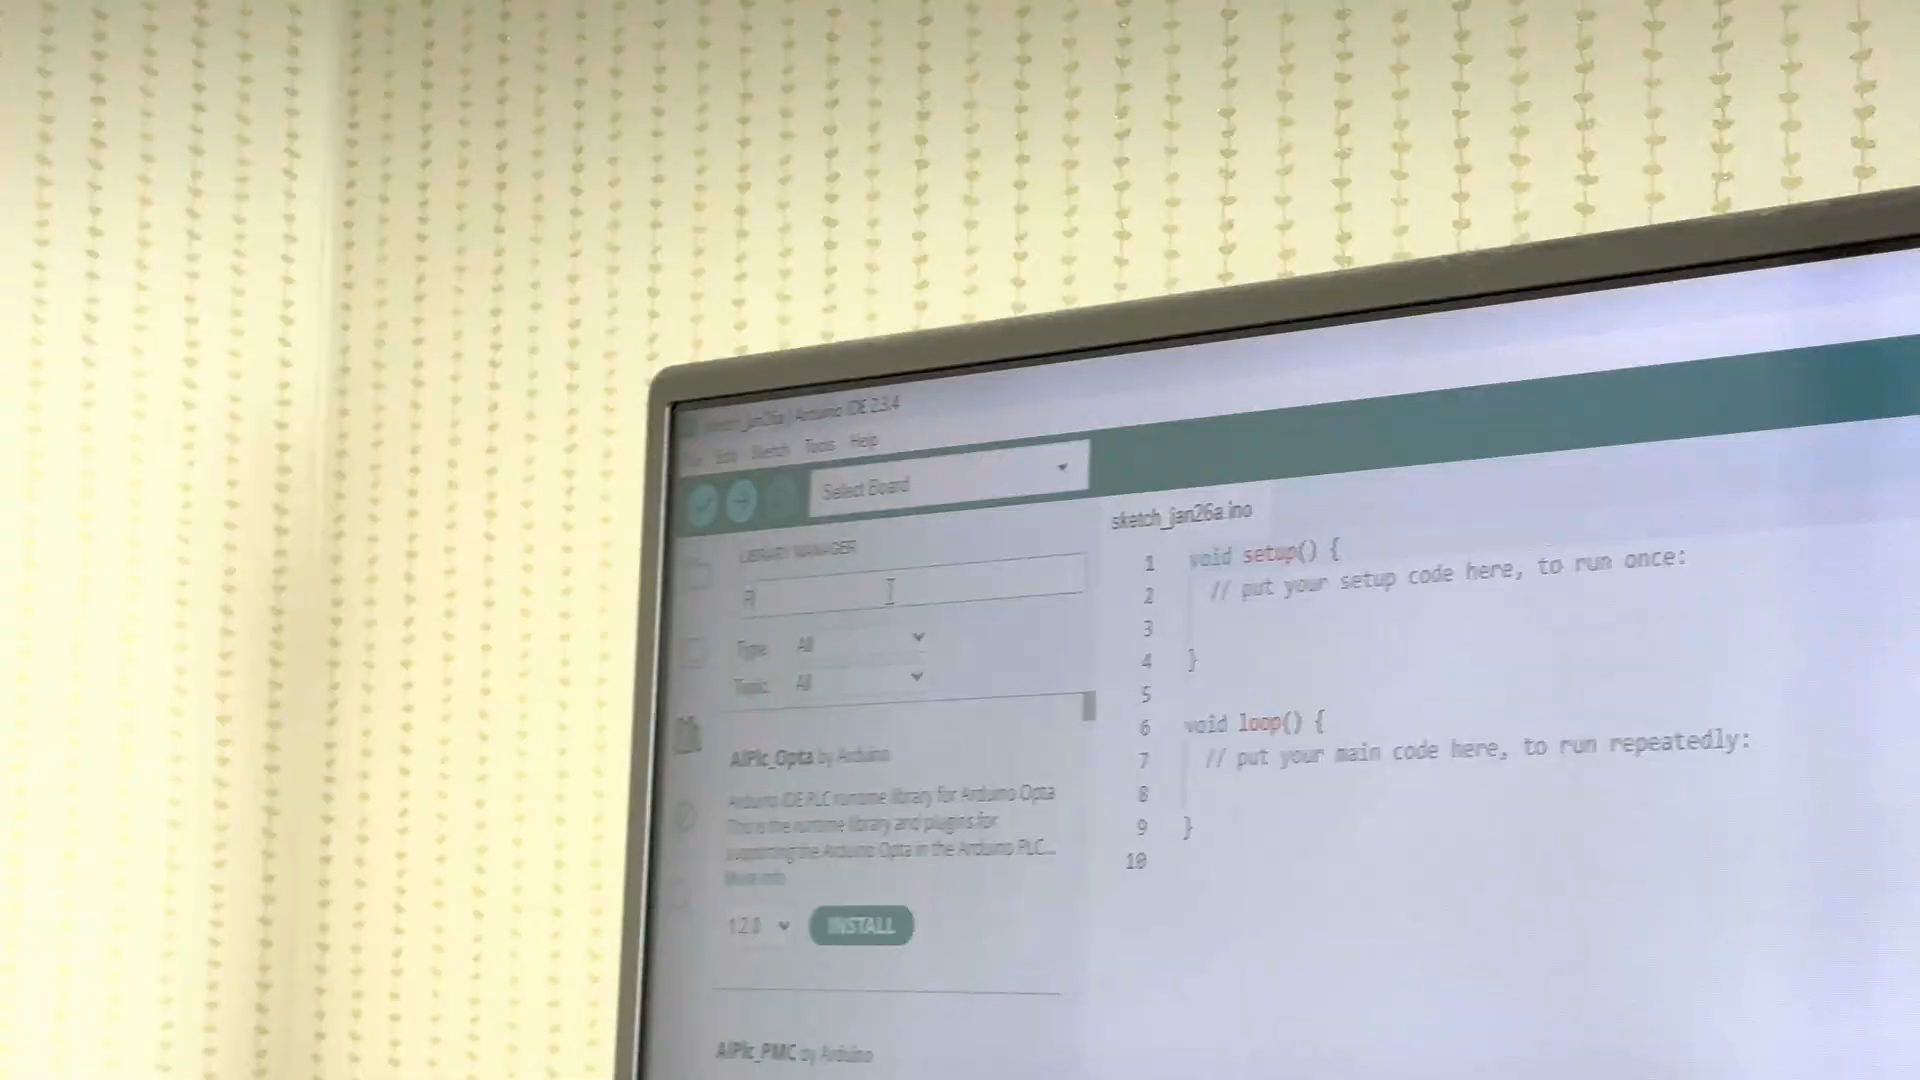 sketch_jan26a | Arduino IDE 2.3.4
Edit Sketch Tools Help
Select Board
LIBRARY MANAGER
Type: All
Topic: All
AIPlc_Opta by Arduino
Arduino IDE PLC runtime library for Arduino Opta
This is the runtime library and plugins for
supporting the Arduino Opta in the Arduino PLC...
More info
1.2.0
INSTALL
AIPlc_PMC by Arduino
sketch_jan26a.ino
1 void setup() {
2 // put your setup code here, to run once:
3
4 }
5
6 void loop() {
7 // put your main code here, to run repeatedly:
8
9 }
10